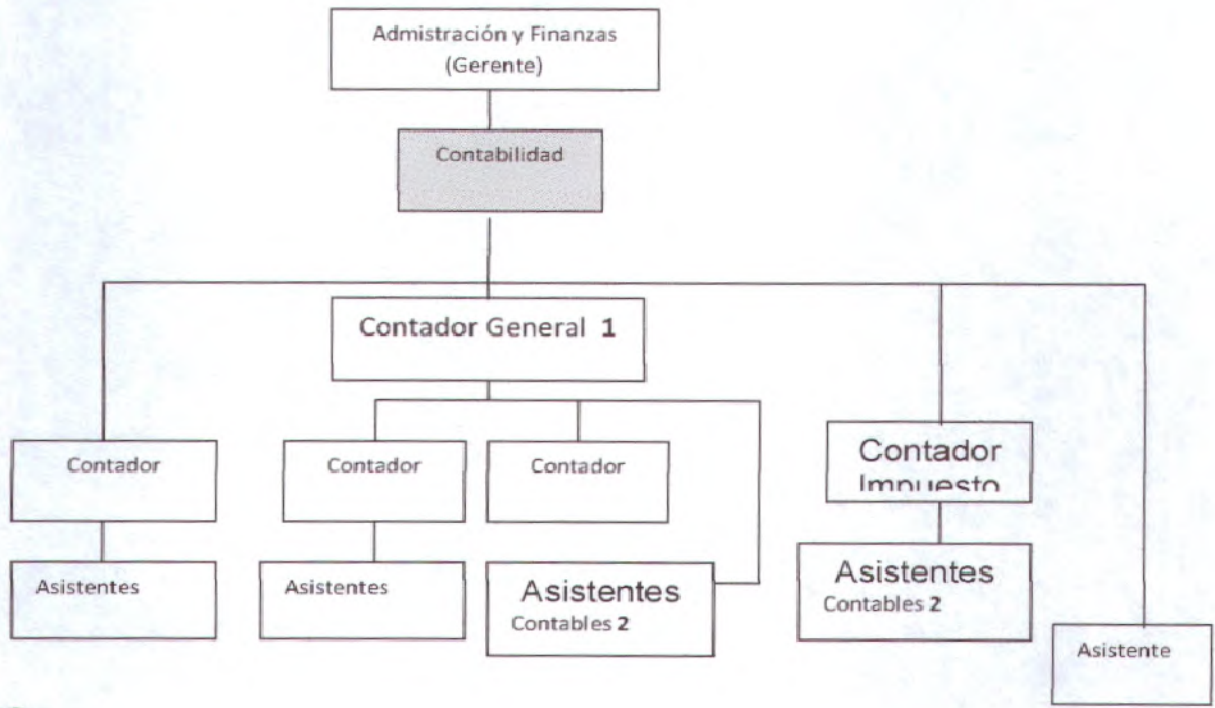 Admistración y Finanzas
(Gerente)
Contabilidad
Contador General 1
Contador
Contador
Contador
Contador
Impuesto
Asistentes
Asistentes
Asistentes
Contables 2
Asistentes
Contables 2
Asistente